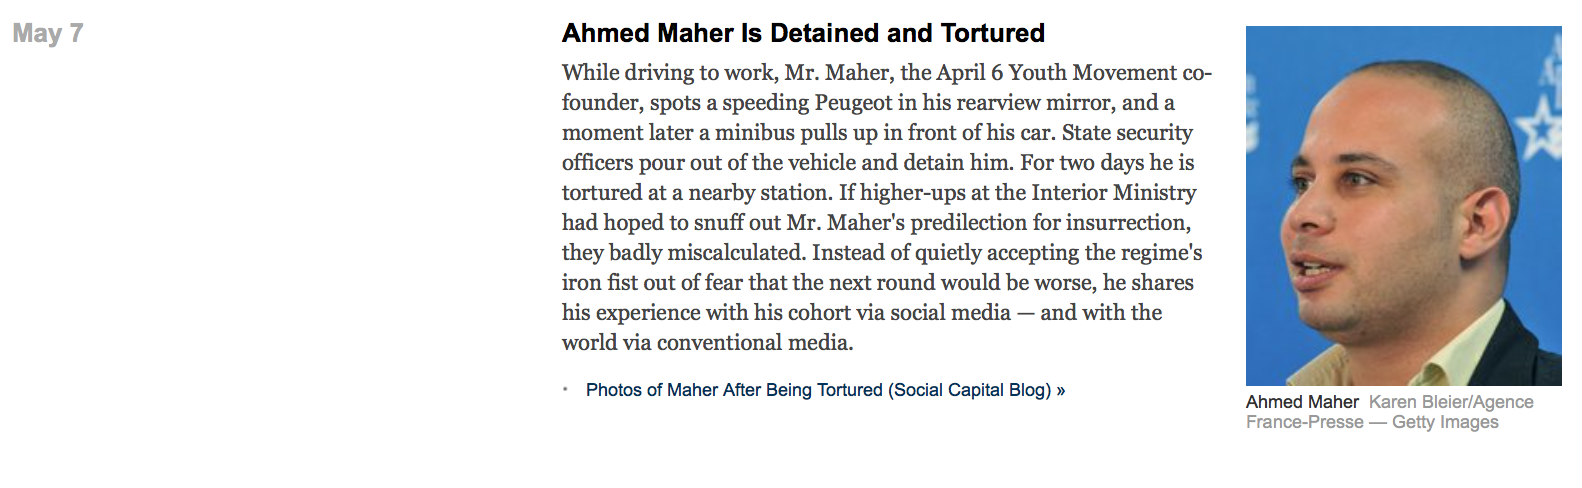 May 7
Ahmed Maher Is Detained and Tortured
While driving to work, Mr. Maher, the April 6 Youth Movement co-
founder, spots a speeding Peugeot in his rearview mirror, and a
moment later a minibus pulls up in front of his car. State security
officers pour out of the vehicle and detain him. For two days he is
tortured at a nearby station. If higher-ups at the Interior Ministry
had hoped to snuff out Mr. Maher's predilection for insurrection,
they badly miscalculated. Instead of quietly accepting the regime's
iron fist out of fear that the next round would be worse, he shares
his experience with his cohort via social media — and with the
world via conventional media.
Photos of Maher After Being Tortured (Social Capital Blog) »
Ahmed Maher Karen Bleier/Agence
France-Presse — Getty Images